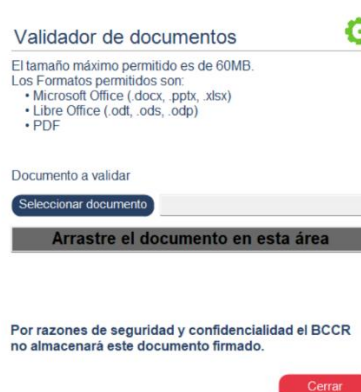 Validador de documentos
El tamaño máximo permitido es de 60MB.
Los Formatos permitidos son:
• Microsoft Office (.docx, .pptx, .xlsx)
• Libre Office (.odt, .ods, .odp)
• PDF
Documento a validar
Seleccionar documento
Arrastre el documento en esta área
Por razones de seguridad y confidencialidad el BCCR
no almacenará este documento firmado.
Cerrar